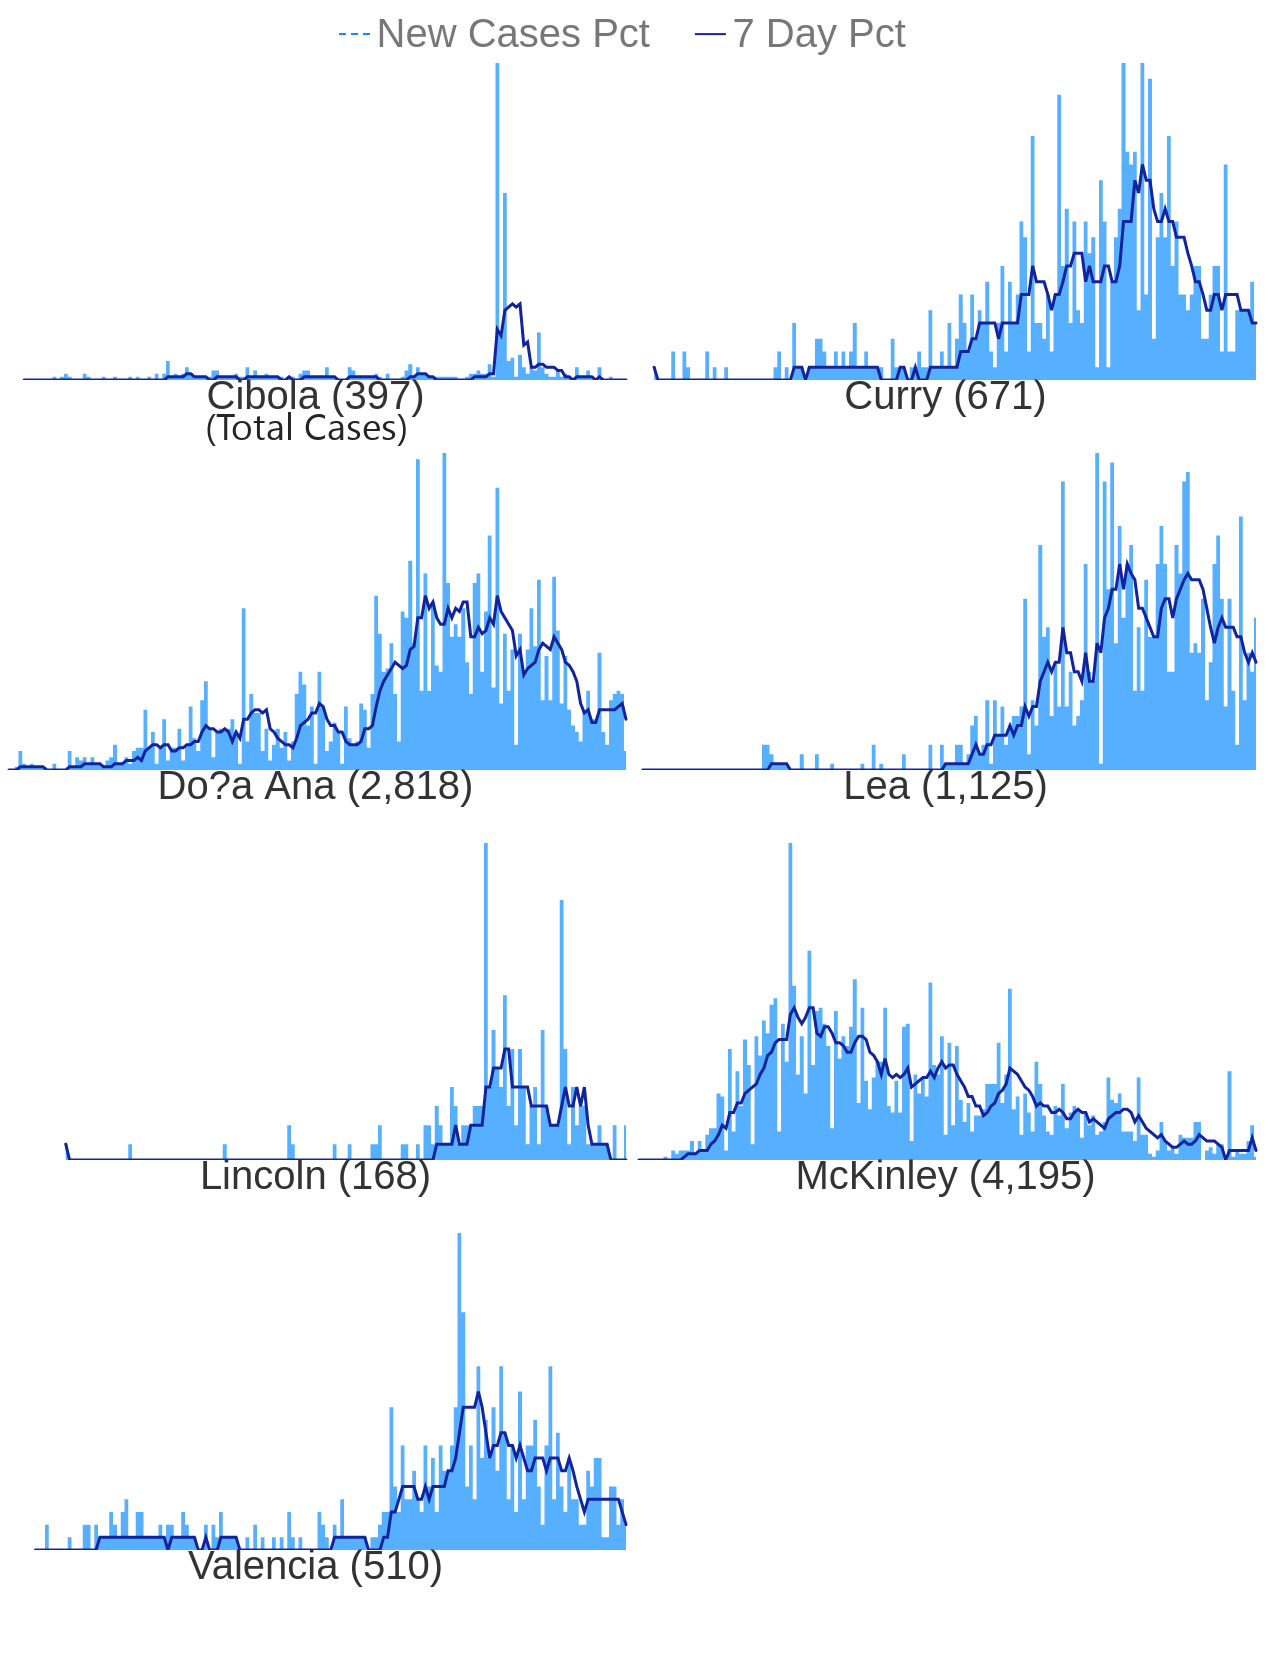 New Cases Pct 7 Day Pct
Cibola (397)
(Total Cases)
Curry (671)
Do?a Ana (2,818)
Lea (1,125)
Lincoln (168)
McKinley (4,195)
Valencia (510)